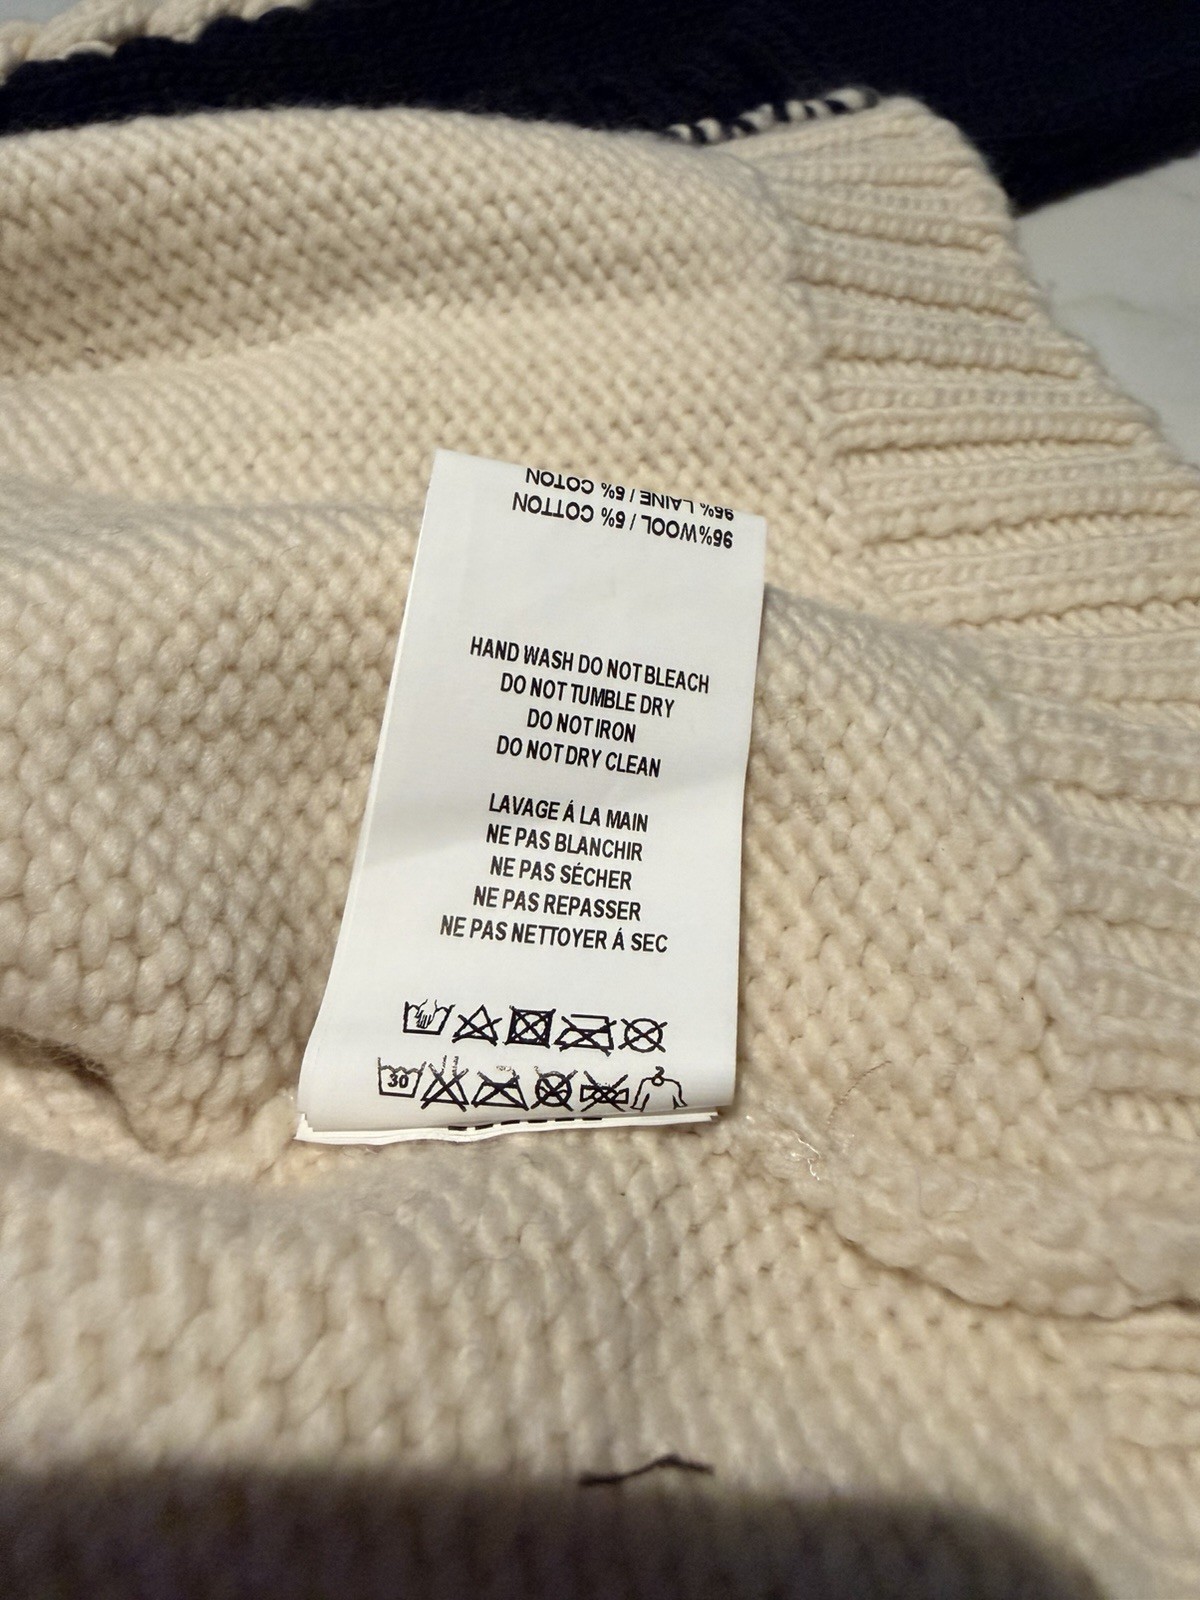 96%WOOL / 6% COTTON
96% LAINE / 6% COTON
HAND WASH DO NOT BLEACH
DO NOT TUMBLE DRY
DO NOT IRON
DO NOT DRY CLEAN
LAVAGE Á LA MAIN
NE PAS BLANCHIR
NE PAS SÉCHER
NE PAS REPASSER
NE PAS NETTOYER Á SEC
30